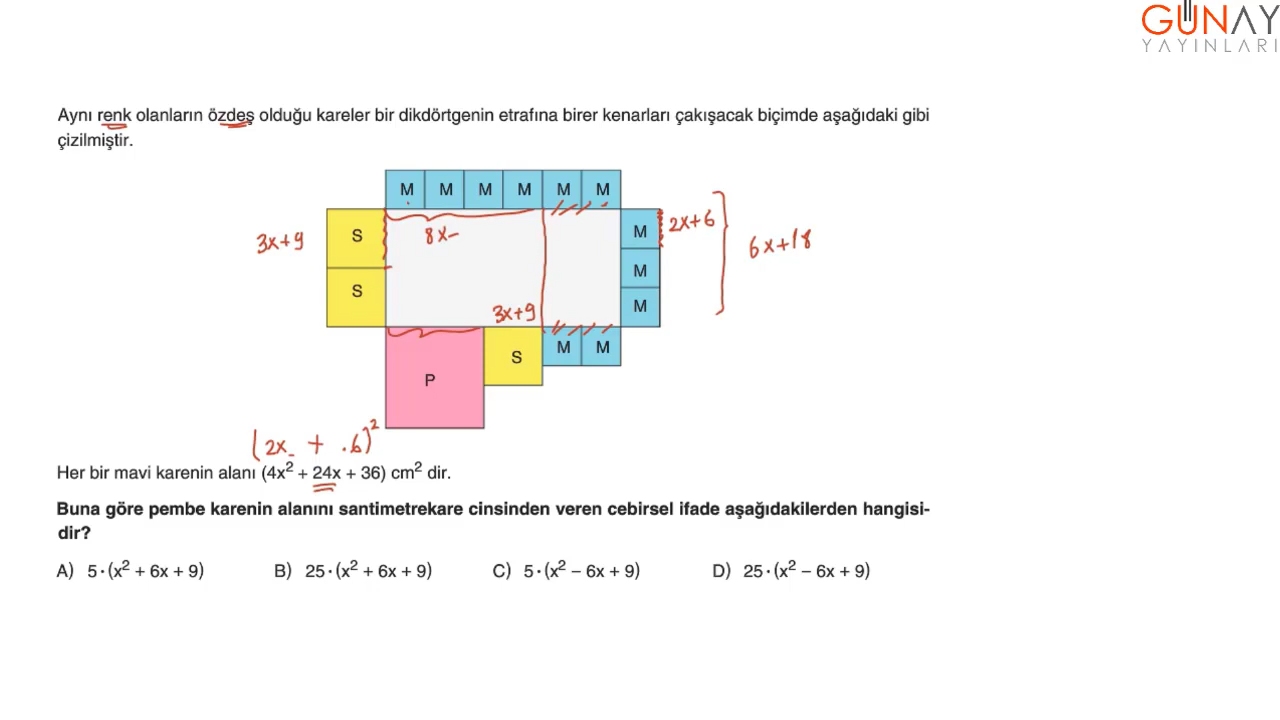 GÜNAY
YAYINLARI
Aynı renk olanların özdeş olduğu kareler bir dikdörtgenin etrafına birer kenarları çakışacak biçimde aşağıdaki gibi
çizilmiştir.
M M M M M M
3x+9 S 8x− M 2x+6
6x+18
M
S 3x+9 M
P S M M
(2x + .6)²
Her bir mavi karenin alanı (4x² + 24x + 36) cm² dir.
Buna göre pembe karenin alanını santimetrekare cinsinden veren cebirsel ifade aşağıdakilerden hangisi-
dir?
A) 5·(x² + 6x + 9) B) 25·(x² + 6x + 9) C) 5·(x² − 6x + 9) D) 25·(x² − 6x + 9)